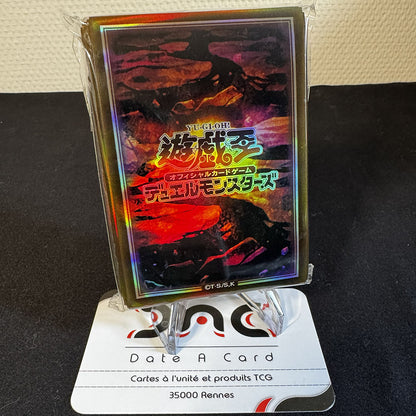 YU-GI-OH!
遊戯王
オフィシャルカードゲーム
デュエルモンスターズ
©T-S/S,K
DAC
Date A Card
Cartes à l'unité et produits TCG
35000 Rennes